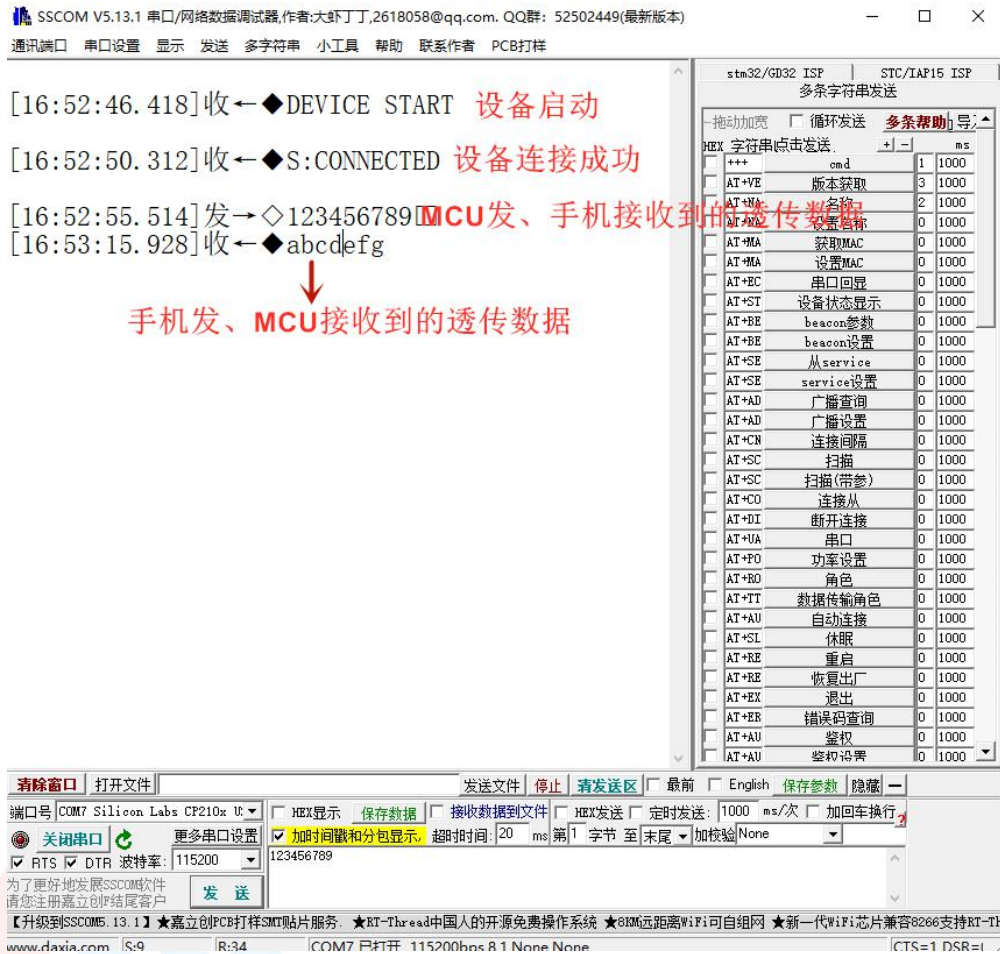 SSCOM V5.13.1 串口/网络数据调试器,作者:大虾丁丁,2618058@qq.com. QQ群：52502449(最新版本)
通讯端口 串口设置 显示 发送 多字符串 小工具 帮助 联系作者 PCB打样
[16:52:46.418]收←◆DEVICE START 设备启动
[16:52:50.312]收←◆S:CONNECTED 设备连接成功
[16:52:55.514]发→◇123456789 MCU发、手机接收到的透传数据
[16:53:15.928]收←◆abcdefg
手机发、MCU接收到的透传数据
stm32/GD32 ISP STC/IAP15 ISP
多条字符串发送
拖动加宽 循环发送 多条帮助 导
HEX 字符串 点击发送 + - ms
+++ cmd 1 1000
AT+VE 版本获取 3 1000
AT+NA 名称 2 1000
AT+NA 设置名称 0 1000
AT+MA 获取MAC 0 1000
AT+MA 设置MAC 0 1000
AT+EC 串口回显 0 1000
AT+ST 设备状态显示 0 1000
AT+BE beacon参数 0 1000
AT+BE beacon设置 0 1000
AT+SE 从service 0 1000
AT+SE service设置 0 1000
AT+AD 广播查询 0 1000
AT+AD 广播设置 0 1000
AT+CN 连接间隔 0 1000
AT+SC 扫描 0 1000
AT+SC 扫描(带参) 0 1000
AT+CO 连接从 0 1000
AT+DI 断开连接 0 1000
AT+UA 串口 0 1000
AT+PO 功率设置 0 1000
AT+RO 角色 0 1000
AT+TT 数据传输角色 0 1000
AT+AU 自动连接 0 1000
AT+SL 休眠 0 1000
AT+RE 重启 0 1000
AT+RE 恢复出厂 0 1000
AT+EX 退出 0 1000
AT+ER 错误码查询 0 1000
AT+AU 鉴权 0 1000
AT+AU 鉴权设置 0 1000
清除窗口 打开文件 发送文件 停止 清发送区 最前 English 保存参数 隐藏 —
端口号 COM7 Silicon Labs CP210x HEX显示 保存数据 接收数据到文件 HEX发送 定时发送: 1000 ms/次 加回车换行
关闭串口 更多串口设置 加时间戳和分包显示, 超时时间: 20 ms 第1 字节 至 末尾 加校验 None
RTS DTR 波特率: 115200 123456789
为了更好地发展SSCOM软件
请您注册嘉立创F结尾客户 发 送
【升级到SSCOM5.13.1】★嘉立创PCB打样SMT贴片服务. ★RT-Thread中国人的开源免费操作系统 ★8KM远距离WiFi可自组网 ★新一代WiFi芯片兼容8266支持RT-Th
www.daxia.com S:9 R:34 COM7 已打开 115200bps,8,1,None,None CTS=1 DSR=